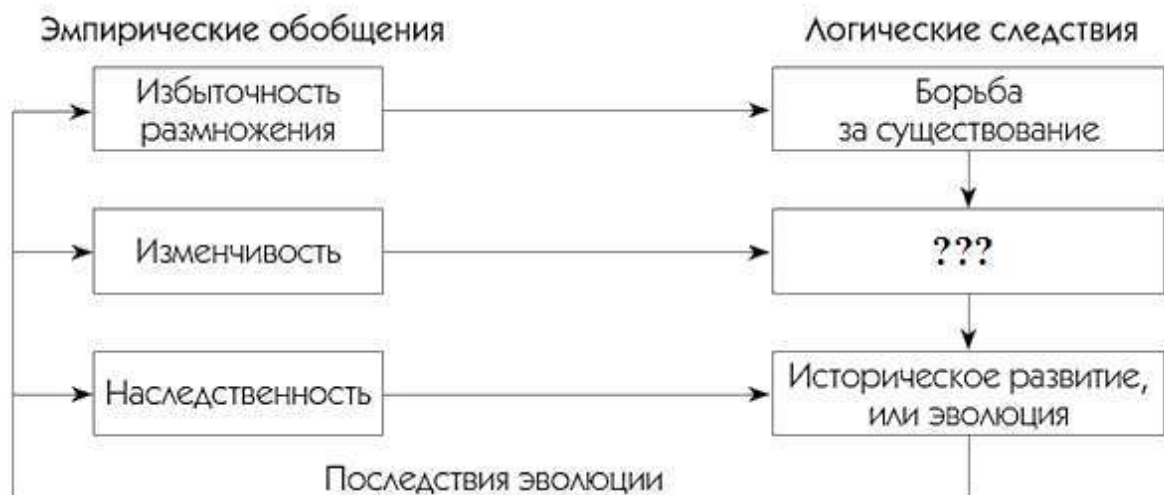 Эмпирические обобщения
Логические следствия
Избыточность
размножения
Борьба
за существование
Изменчивость
???
Наследственность
Историческое развитие,
или эволюция
Последствия эволюции